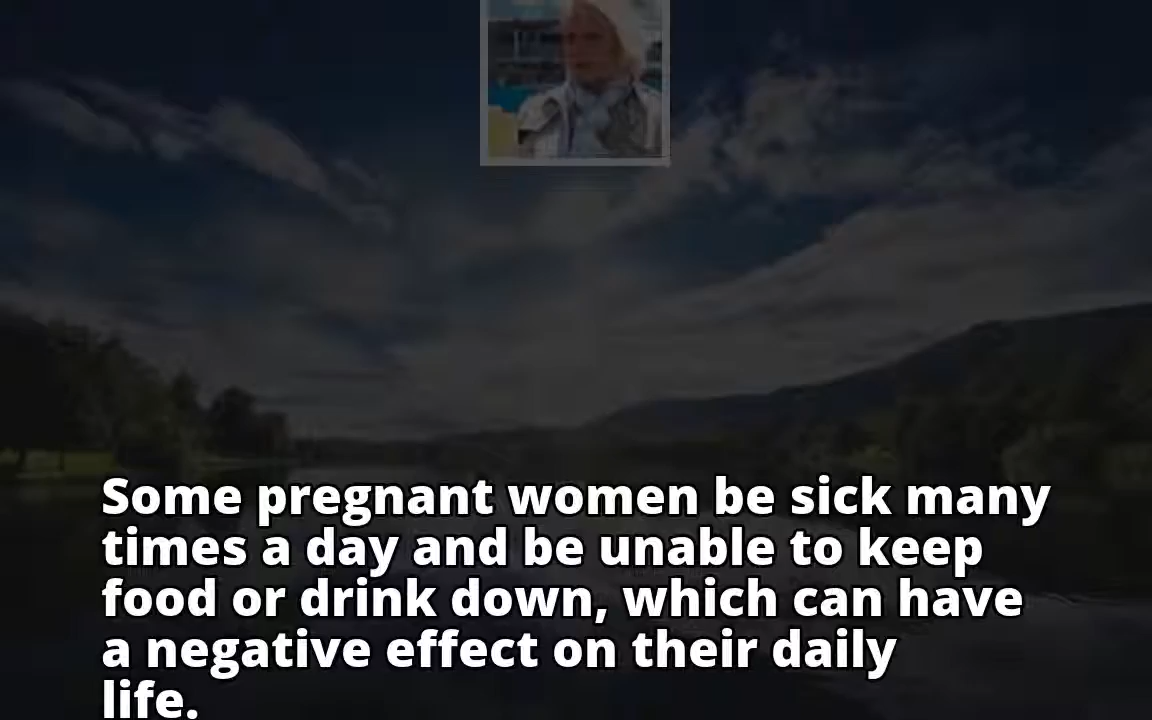 Some pregnant women be sick many
times a day and be unable to keep
food or drink down, which can have
a negative effect on their daily
life.